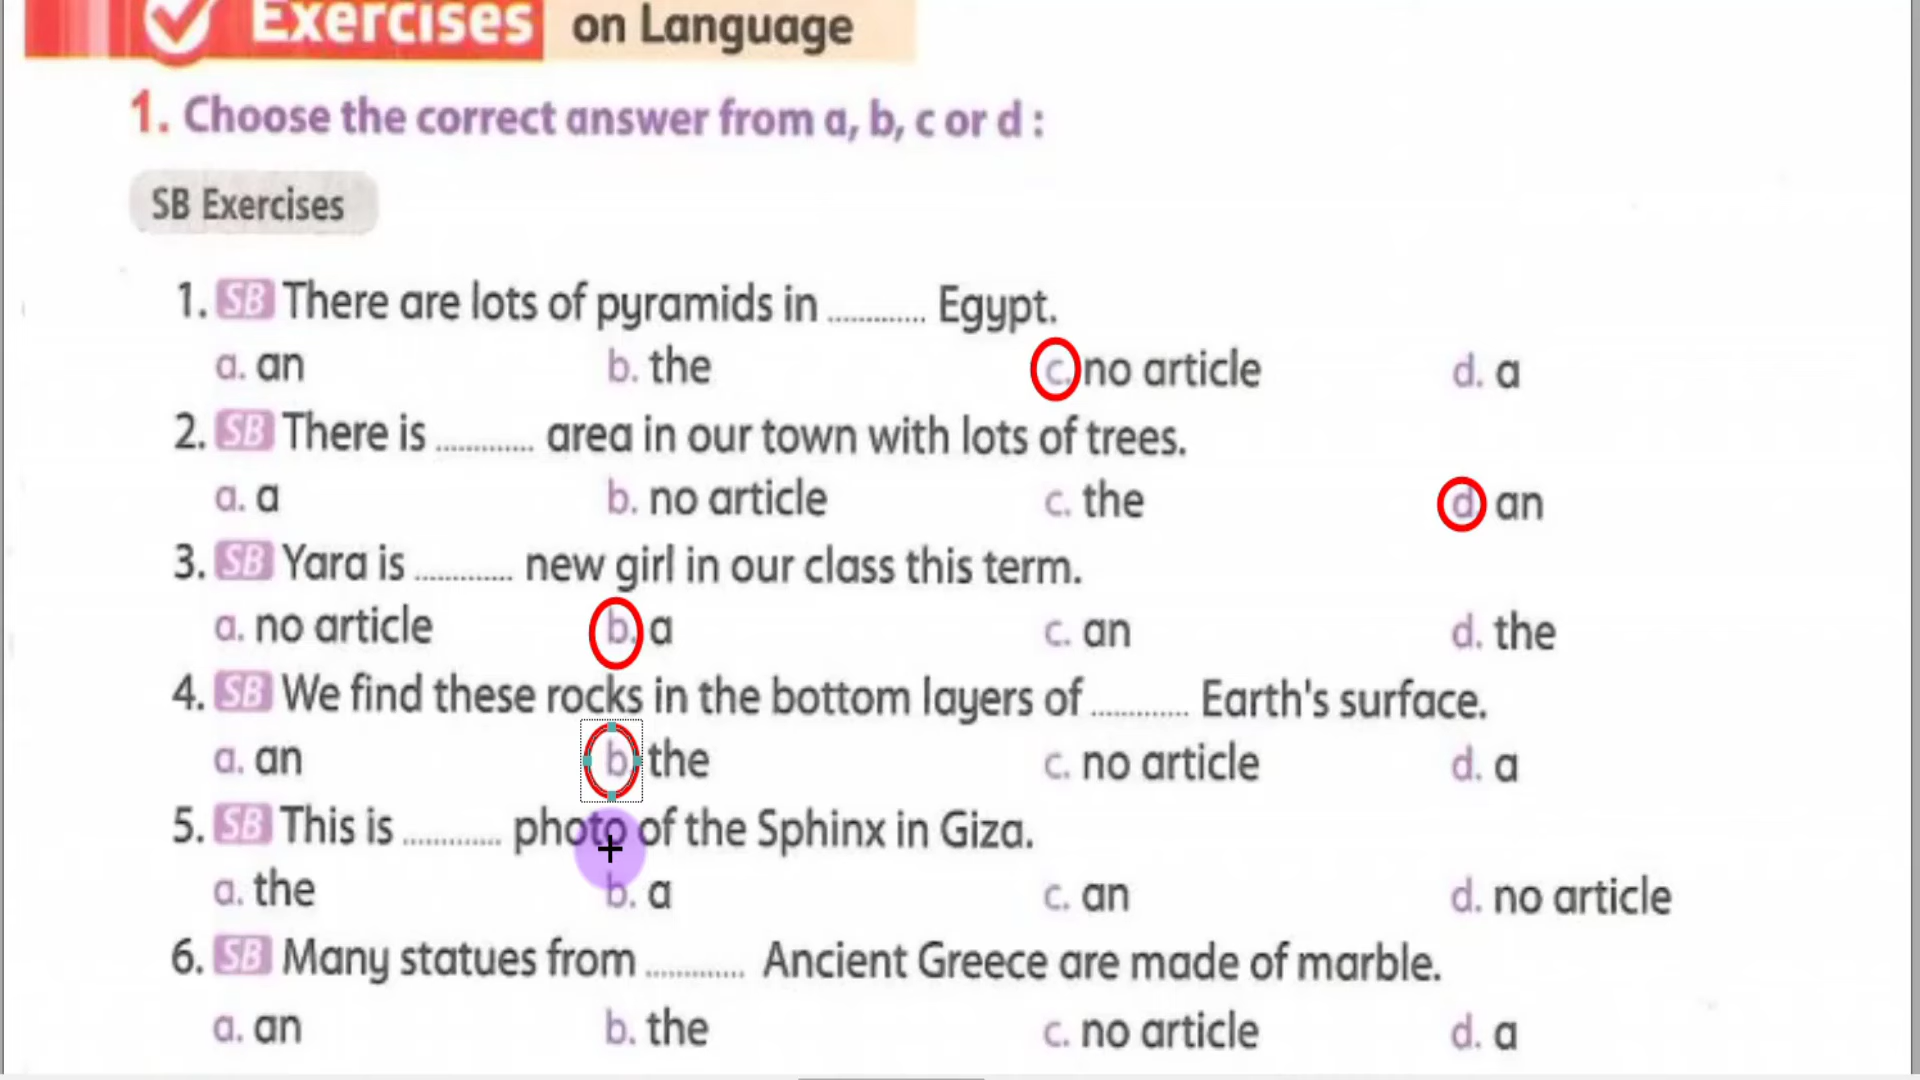 Exercises on Language
1. Choose the correct answer from a, b, c or d :
SB Exercises
1. SB There are lots of pyramids in ............ Egypt.
a. an b. the c. no article d. a
2. SB There is ............ area in our town with lots of trees.
a. a b. no article c. the d. an
3. SB Yara is ............ new girl in our class this term.
a. no article b. a c. an d. the
4. SB We find these rocks in the bottom layers of ............ Earth's surface.
a. an b. the c. no article d. a
5. SB This is ............ photo of the Sphinx in Giza.
a. the b. a c. an d. no article
6. SB Many statues from ............ Ancient Greece are made of marble.
a. an b. the c. no article d. a